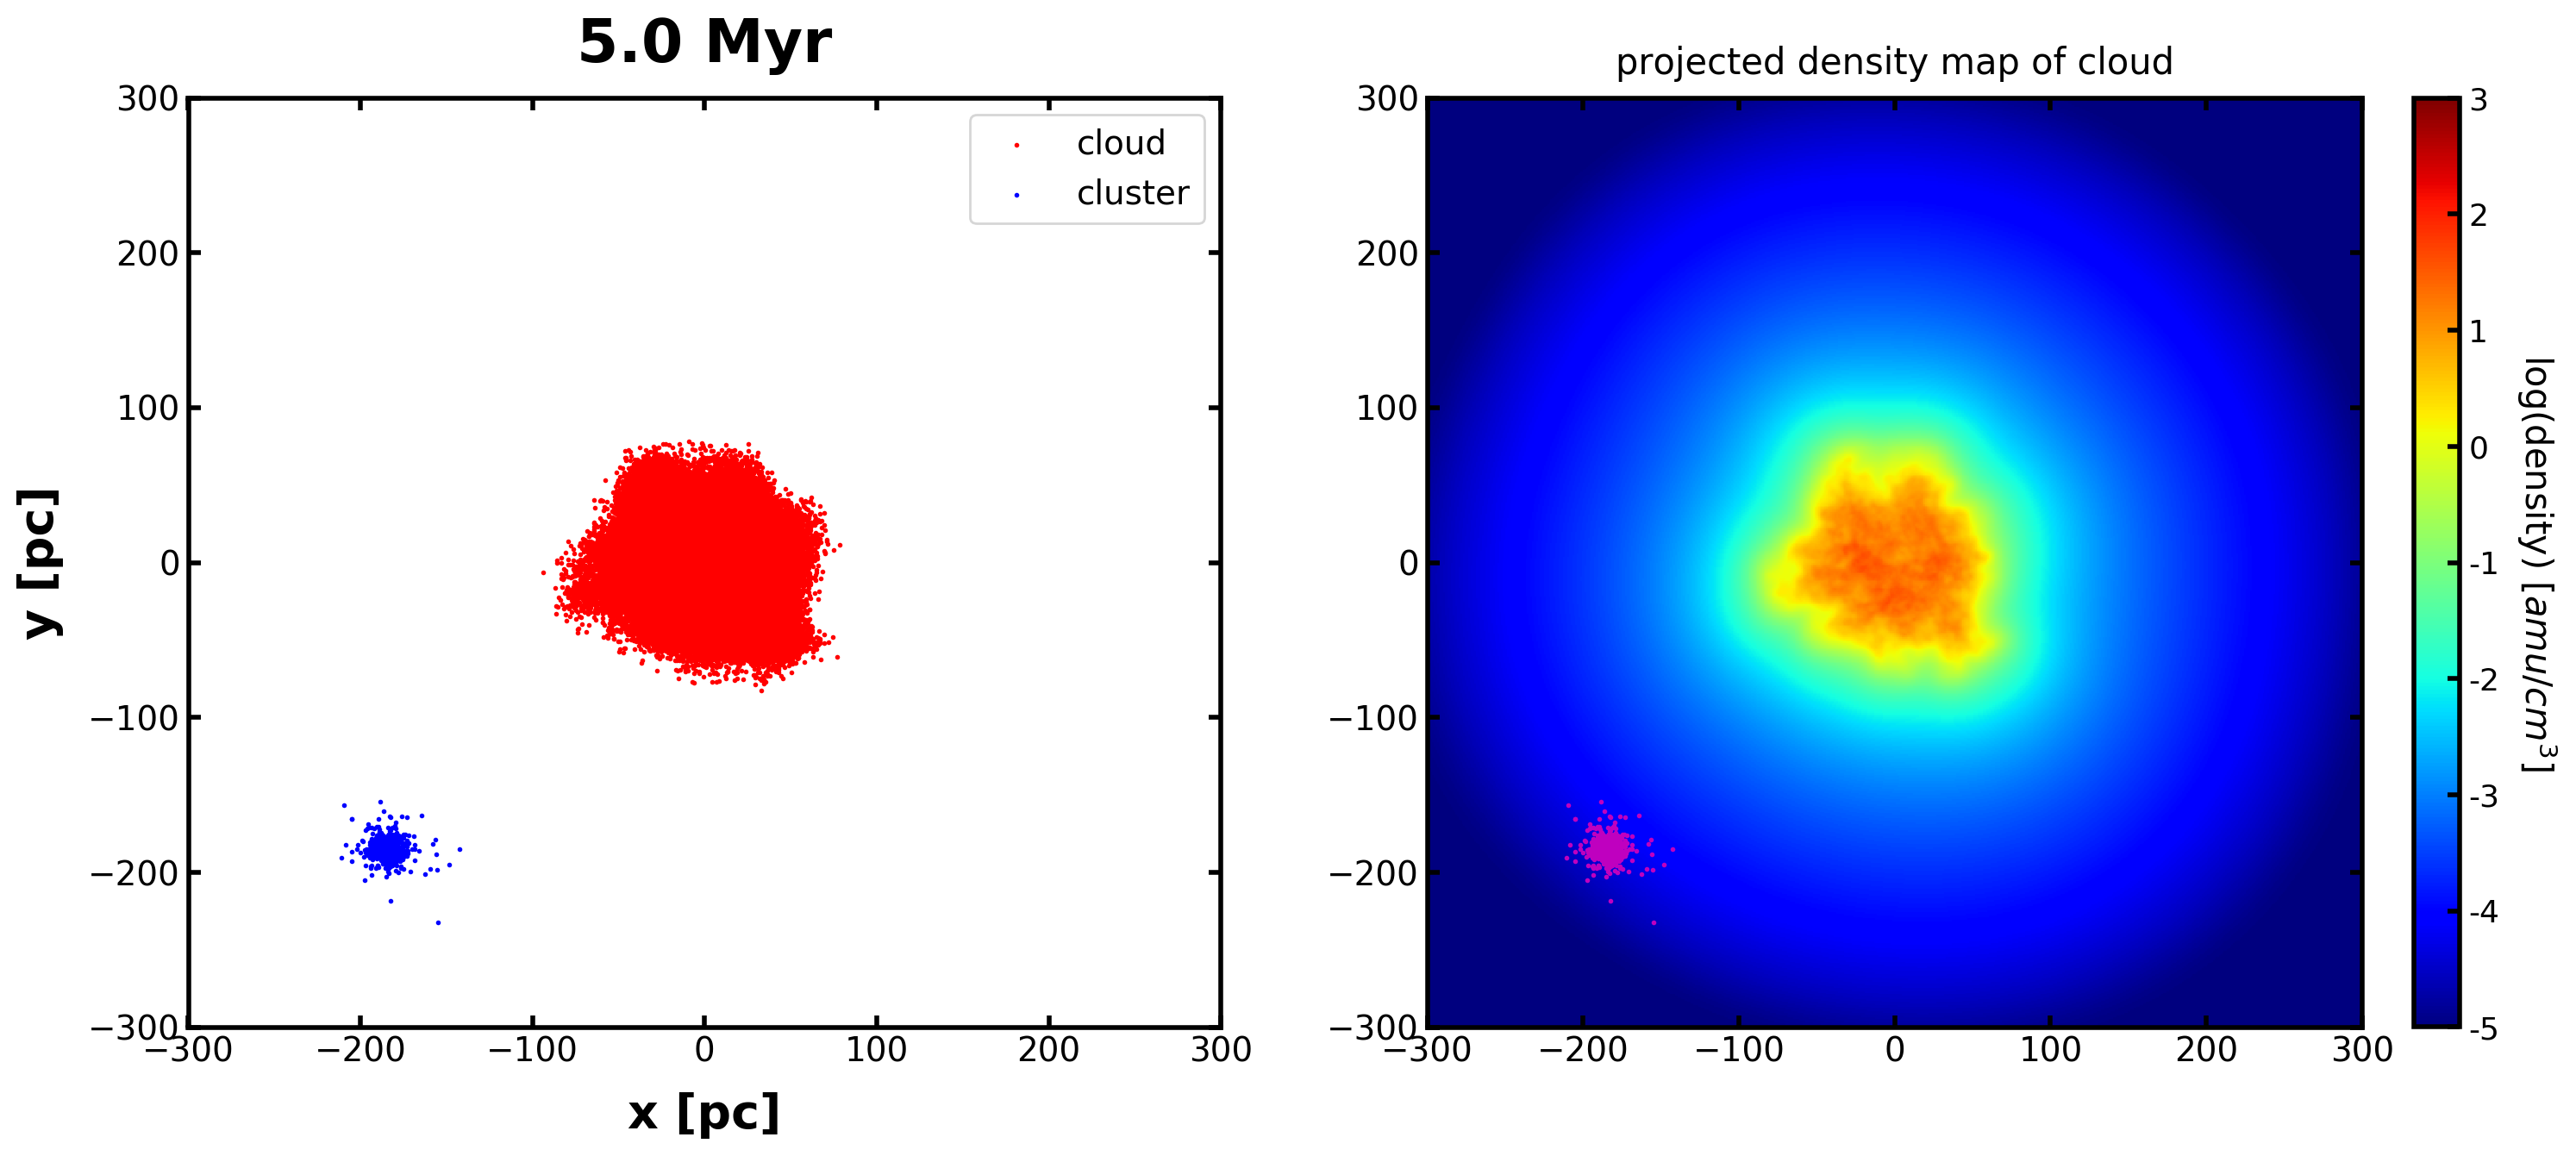 5.0 Myr
projected density map of cloud
cloud
cluster
300
200
100
0
−100
−200
−300
y [pc]
−300 −200 −100 0 100 200 300
x [pc]
300
200
100
0
−100
−200
−300
−300 −200 −100 0 100 200 300
3
2
1
0
-1
-2
-3
-4
-5
log(density) [amu/cm³]